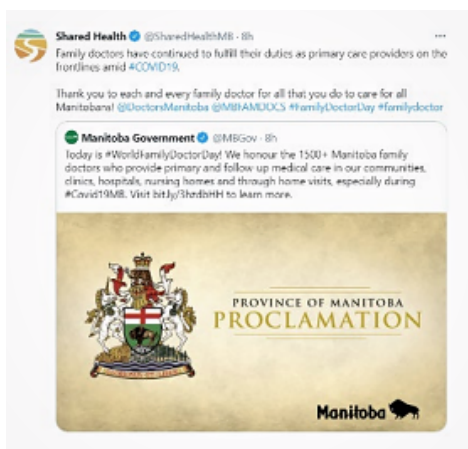 Shared Health @SharedHealthMB · 8h
Family doctors have continued to fulfill their duties as primary care providers on the
frontlines amid #COVID19.
Thank you to each and every family doctor for all that you do to care for all
Manitobans! @DoctorsManitoba @MBFAMDOCS #FamilyDoctorDay #familydoctor
Manitoba Government @MBGov · 8h
Today is #WorldFamilyDoctorDay! We honour the 1500+ Manitoba family
doctors who provide primary and follow up medical care in our communities,
clinics, hospitals, nursing homes and through home visits, especially during
#Covid19MB. Visit bit.ly/3hzdbHH to learn more.
PROVINCE OF MANITOBA
PROCLAMATION
Manitoba